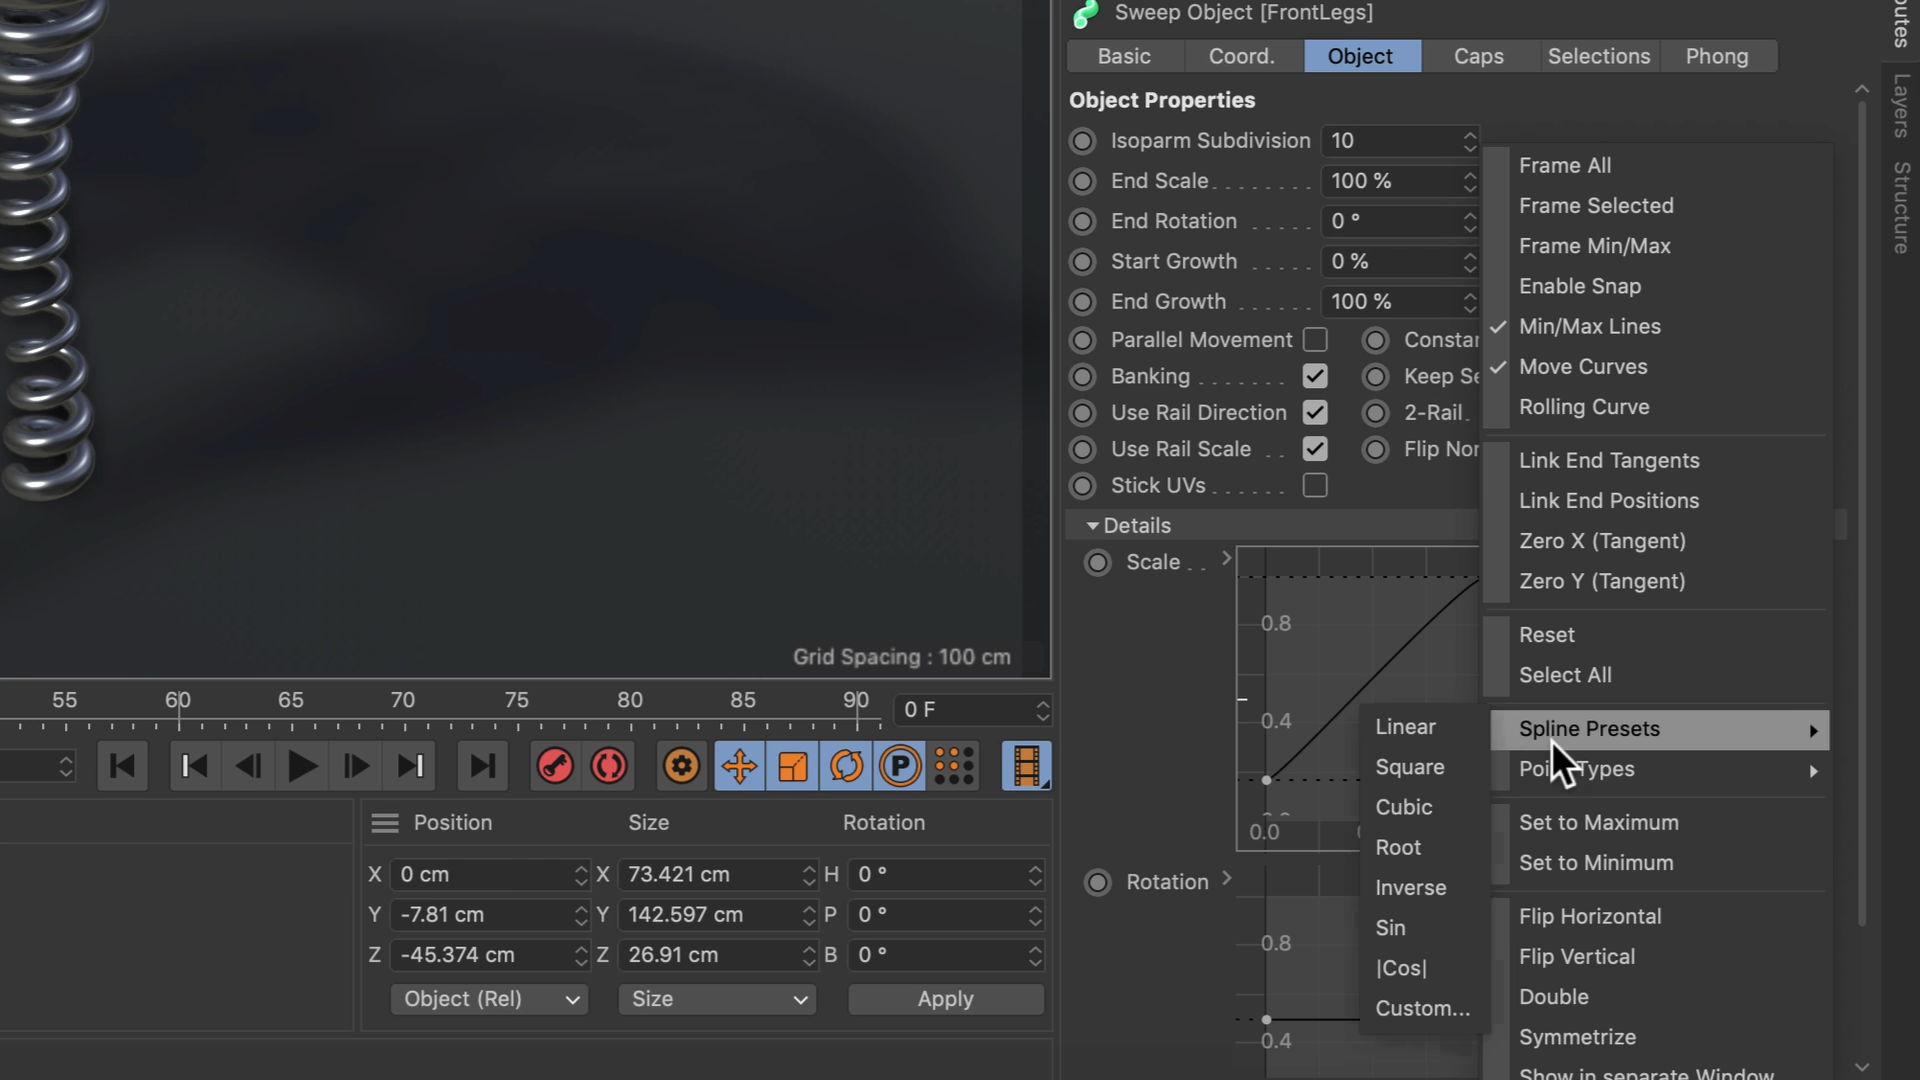 Sweep Object [FrontLegs]
Basic Coord. Object Caps Selections Phong
Object Properties
Isoparm Subdivision 10
End Scale 100 %
End Rotation 0 °
Start Growth 0 %
End Growth 100 %
Parallel Movement
Banking
Use Rail Direction 2-Rail
Use Rail Scale
Stick UVs
Details
Scale
0.8
0.4
0.0
Rotation
0.8
0.4
Frame All
Frame Selected
Frame Min/Max
Enable Snap
Min/Max Lines
Move Curves
Rolling Curve
Link End Tangents
Link End Positions
Zero X (Tangent)
Zero Y (Tangent)
Reset
Select All
Spline Presets
Types
Set to Maximum
Set to Minimum
Flip Horizontal
Flip Vertical
Double
Symmetrize
Show in separate Window
Linear
Square
Cubic
Root
Inverse
Sin
|Cos|
Custom...
Layers
Structure
Grid Spacing : 100 cm
55 60 65 70 75 80 85 90 0 F
P
Position Size Rotation
X 0 cm X 73.421 cm H 0 °
Y -7.81 cm Y 142.597 cm P 0 °
Z -45.374 cm Z 26.91 cm B 0 °
Object (Rel) Size Apply